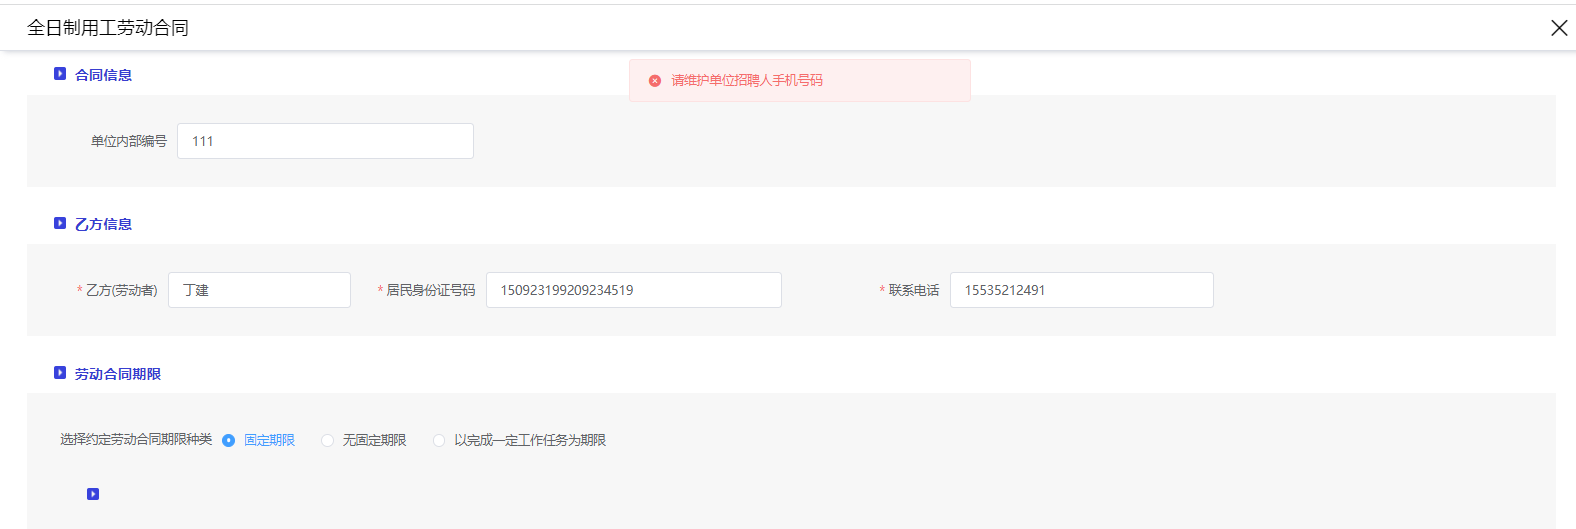 全日制用工劳动合同
合同信息
请维护单位招聘人手机号码
单位内部编号 111
乙方信息
* 乙方(劳动者) 丁建 * 居民身份证号码 150923199209234519 * 联系电话 15535212491
劳动合同期限
选择约定劳动合同期限种类 固定期限 无固定期限 以完成一定工作任务为期限